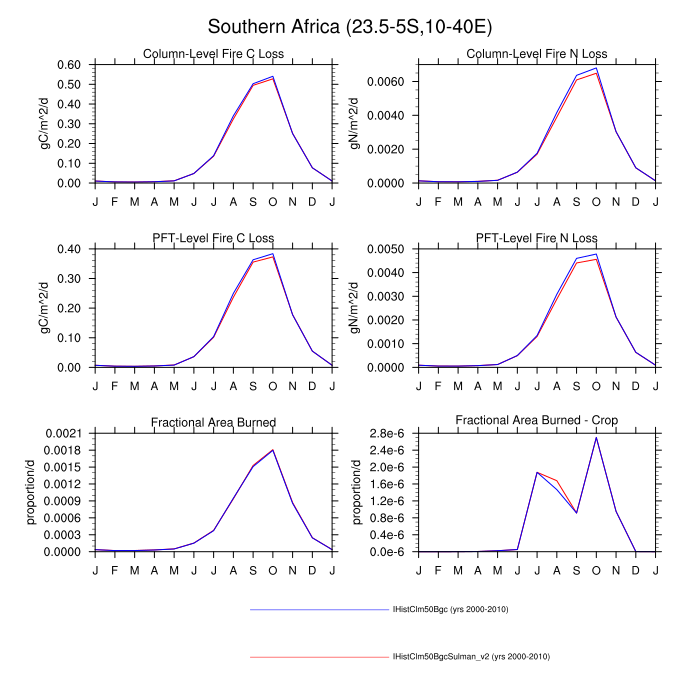 Southern Africa (23.5-5S,10-40E)
Column-Level Fire C Loss
gC/m^2/d
0.60
0.50
0.40
0.30
0.20
0.10
0.00
J F M A M J J A S O N D J
Column-Level Fire N Loss
gN/m^2/d
0.0060
0.0040
0.0020
0.0000
J F M A M J J A S O N D J
PFT-Level Fire C Loss
gC/m^2/d
0.40
0.30
0.20
0.10
0.00
J F M A M J J A S O N D J
PFT-Level Fire N Loss
gN/m^2/d
0.0050
0.0040
0.0030
0.0020
0.0010
0.0000
J F M A M J J A S O N D J
Fractional Area Burned
proportion/d
0.0021
0.0018
0.0015
0.0012
0.0009
0.0006
0.0003
0.0000
J F M A M J J A S O N D J
Fractional Area Burned - Crop
proportion/d
2.8e-6
2.4e-6
2.0e-6
1.6e-6
1.2e-6
0.8e-6
0.4e-6
0.0e-6
J F M A M J J A S O N D J
IHistClm50Bgc (yrs 2000-2010)
IHistClm50BgcSulman_v2 (yrs 2000-2010)